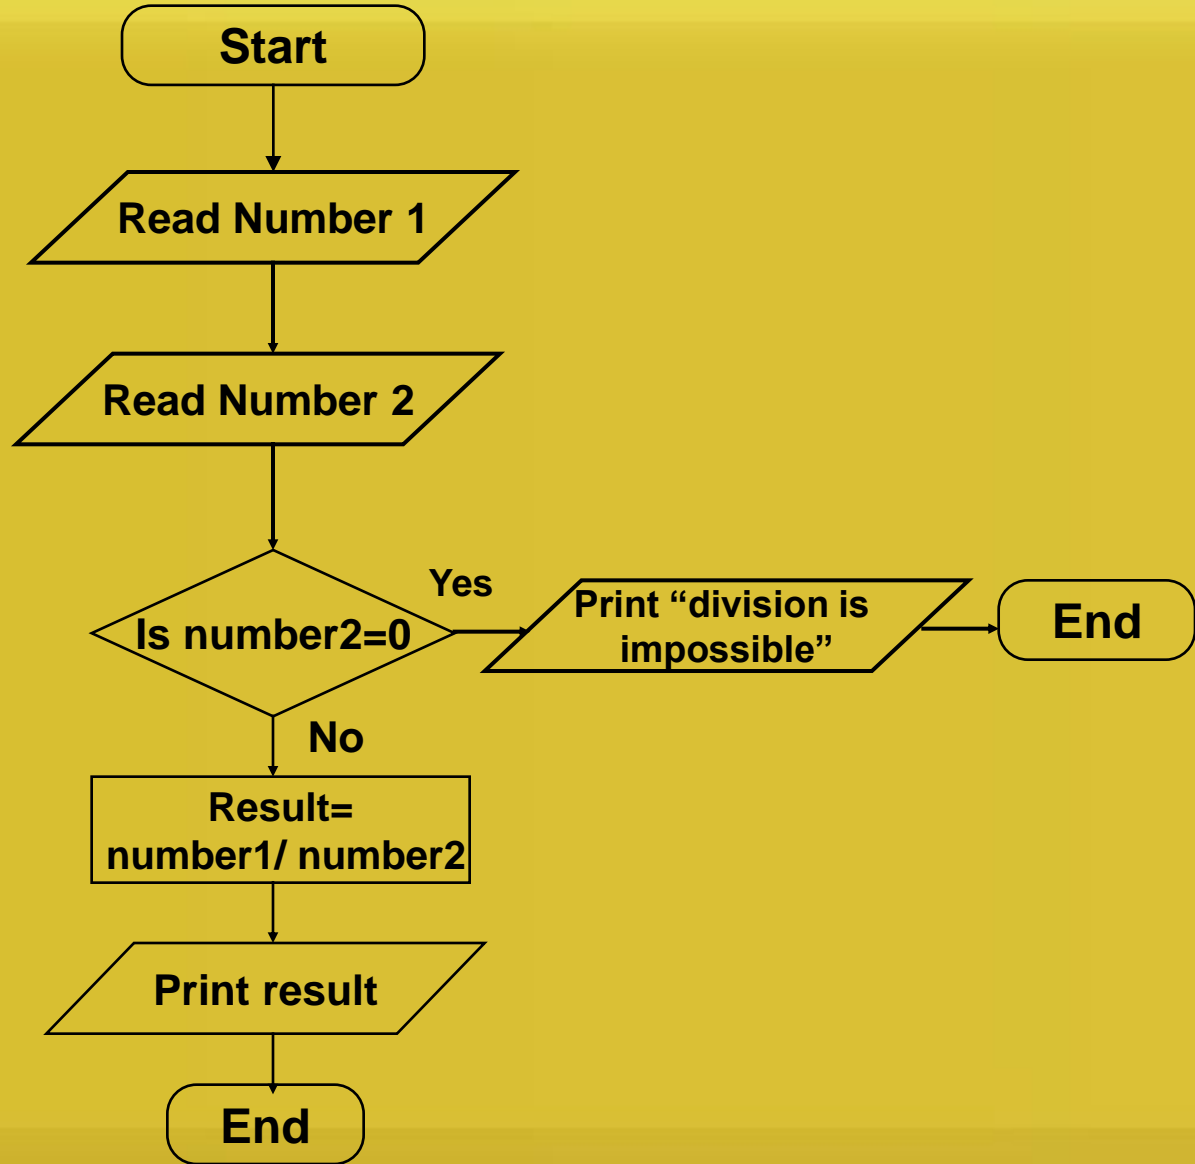 Start
Read Number 1
Read Number 2
Is number2=0
Yes
Print “division is
impossible”
End
No
Result=
number1/ number2
Print result
End